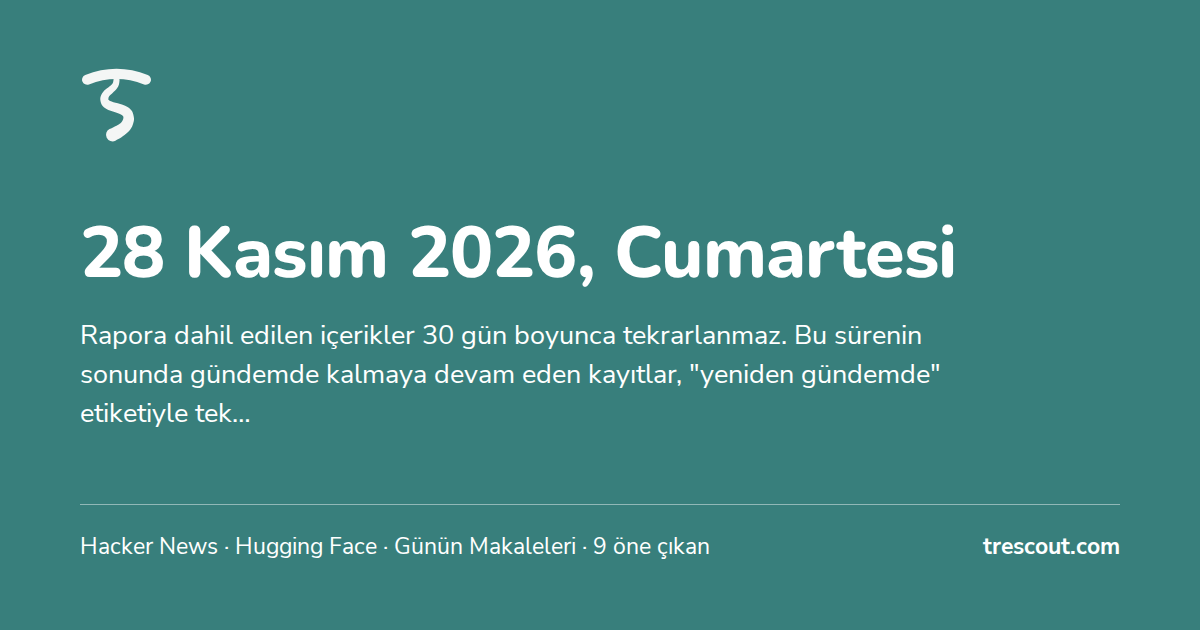 28 Kasım 2026, Cumartesi
Rapora dahil edilen içerikler 30 gün boyunca tekrarlanmaz. Bu sürenin
sonunda gündemde kalmaya devam eden kayıtlar, "yeniden gündemde"
etiketiyle tek...
Hacker News · Hugging Face · Günün Makaleleri · 9 öne çıkan
trescout.com